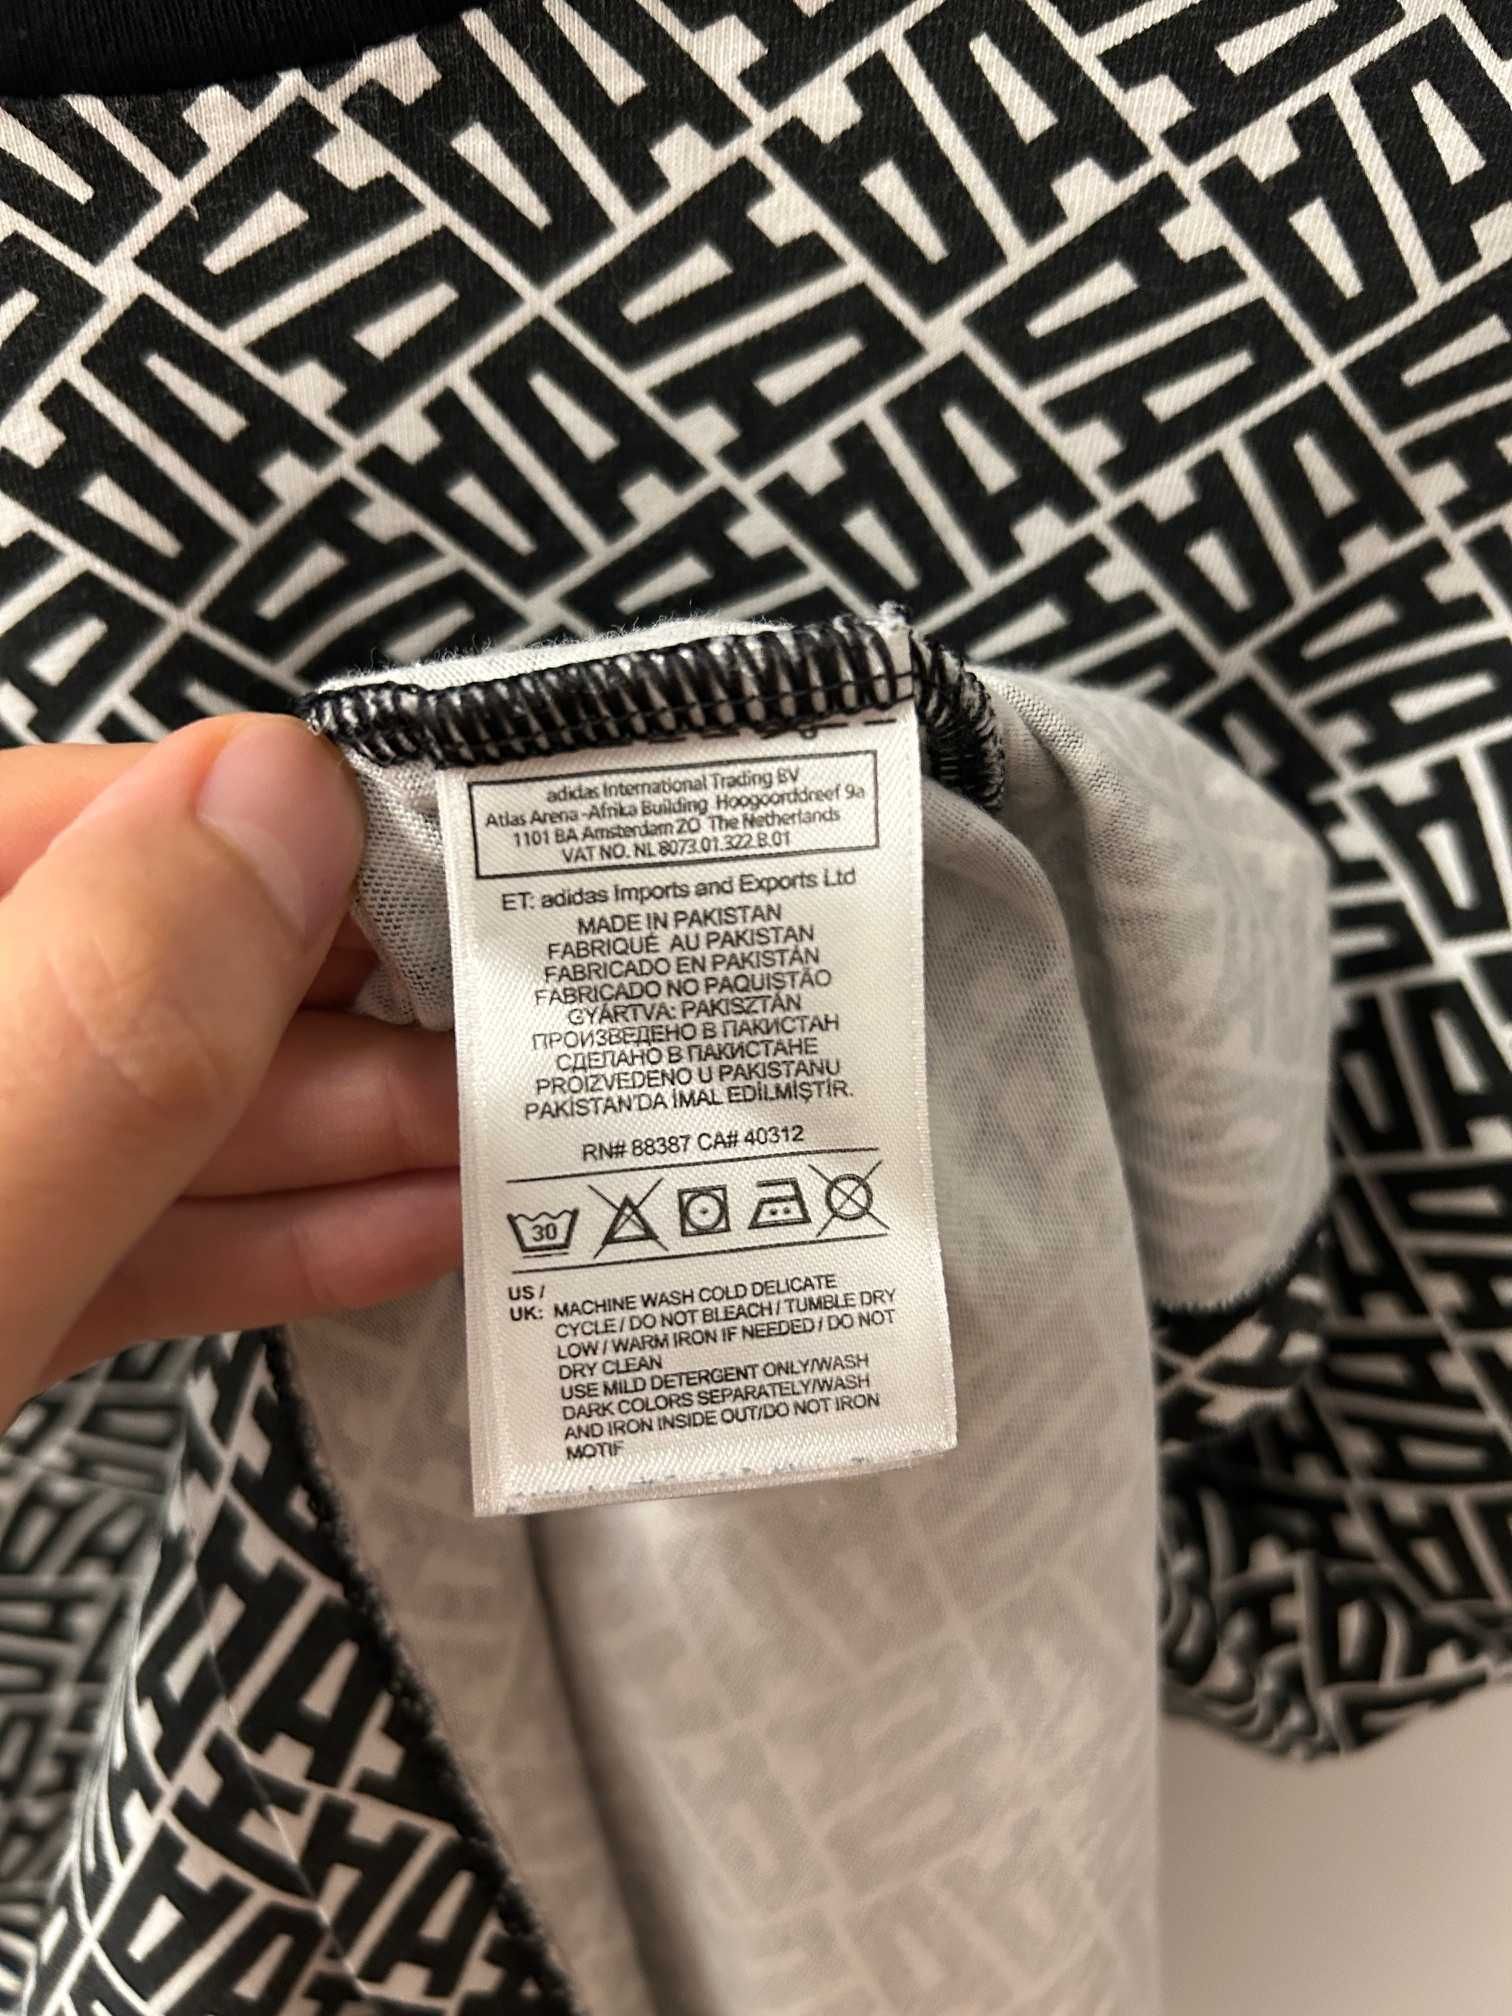 adidas International Trading BV
Atlas Arena-Afrika Building Hoogoorddreef 9a
1101 BA Amsterdam ZO The Netherlands
VAT NO. NL 8073.01.322.B.01
ET: adidas Imports and Exports Ltd
MADE IN PAKISTAN
FABRIQUÉ AU PAKISTAN
FABRICADO EN PAKISTÁN
FABRICADO NO PAQUISTÃO
GYÁRTVA: PAKISZTÁN
ПРОИЗВЕДЕНО В ПАКИСТАН
СДЕЛАНО В ПАКИСТАНЕ
PROIZVEDENO U PAKISTANU
PAKİSTAN'DA İMAL EDİLMİŞTİR.
RN# 88387 CA# 40312
30
US /
UK: MACHINE WASH COLD DELICATE
CYCLE / DO NOT BLEACH / TUMBLE DRY
LOW / WARM IRON IF NEEDED / DO NOT
DRY CLEAN
USE MILD DETERGENT ONLY/WASH
DARK COLORS SEPARATELY/WASH
AND IRON INSIDE OUT/DO NOT IRON
MOTIF